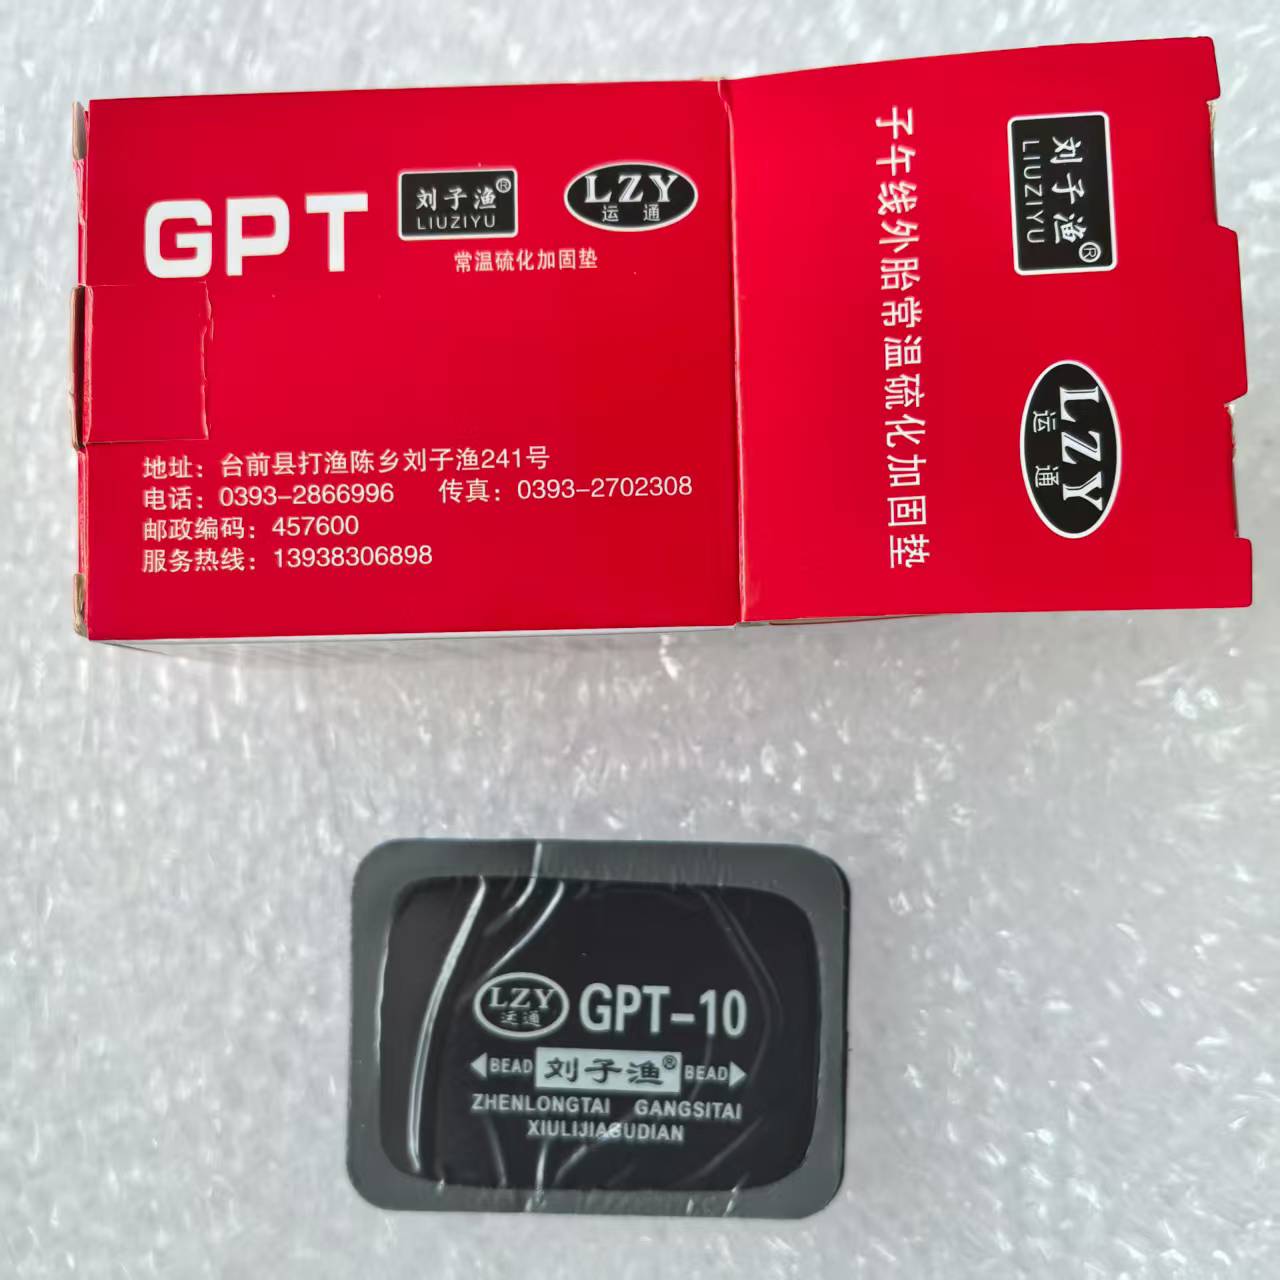 GPT
刘子渔®
LIUZIYU
LZY
运通
常温硫化加固垫
地址：台前县打渔陈乡刘子渔241号
电话：0393-2866996 传真：0393-2702308
邮政编码：457600
服务热线：13938306898
子午线外胎常温硫化加固垫
刘子渔®
LIUZIYU
LZY
运通
LZY
运通
GPT-10
BEAD 刘子渔® BEAD
ZHENLONGTAI GANGSITAI
XIULIJIAGUDIAN